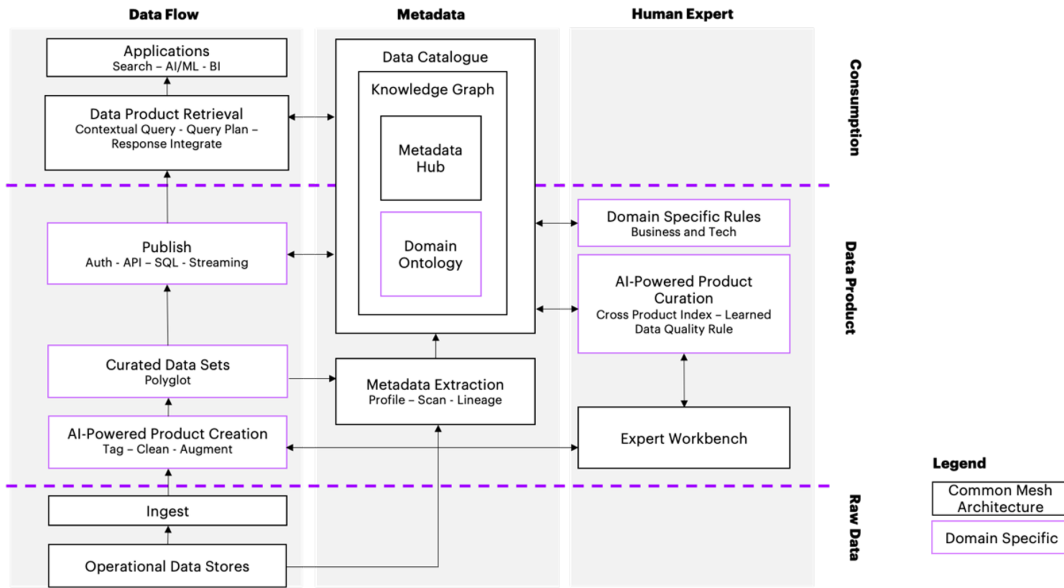 Data Flow
Metadata
Human Expert
Applications
Search – AI/ML - BI
Data Product Retrieval
Contextual Query - Query Plan –
Response Integrate
Data Catalogue
Knowledge Graph
Metadata
Hub
Domain
Ontology
Consumption
Publish
Auth - API – SQL - Streaming
Domain Specific Rules
Business and Tech
AI-Powered Product
Curation
Cross Product Index – Learned
Data Quality Rule
Data Product
Curated Data Sets
Polyglot
Metadata Extraction
Profile – Scan - Lineage
AI-Powered Product Creation
Tag – Clean - Augment
Expert Workbench
Ingest
Operational Data Stores
Raw Data
Legend
Common Mesh
Architecture
Domain Specific